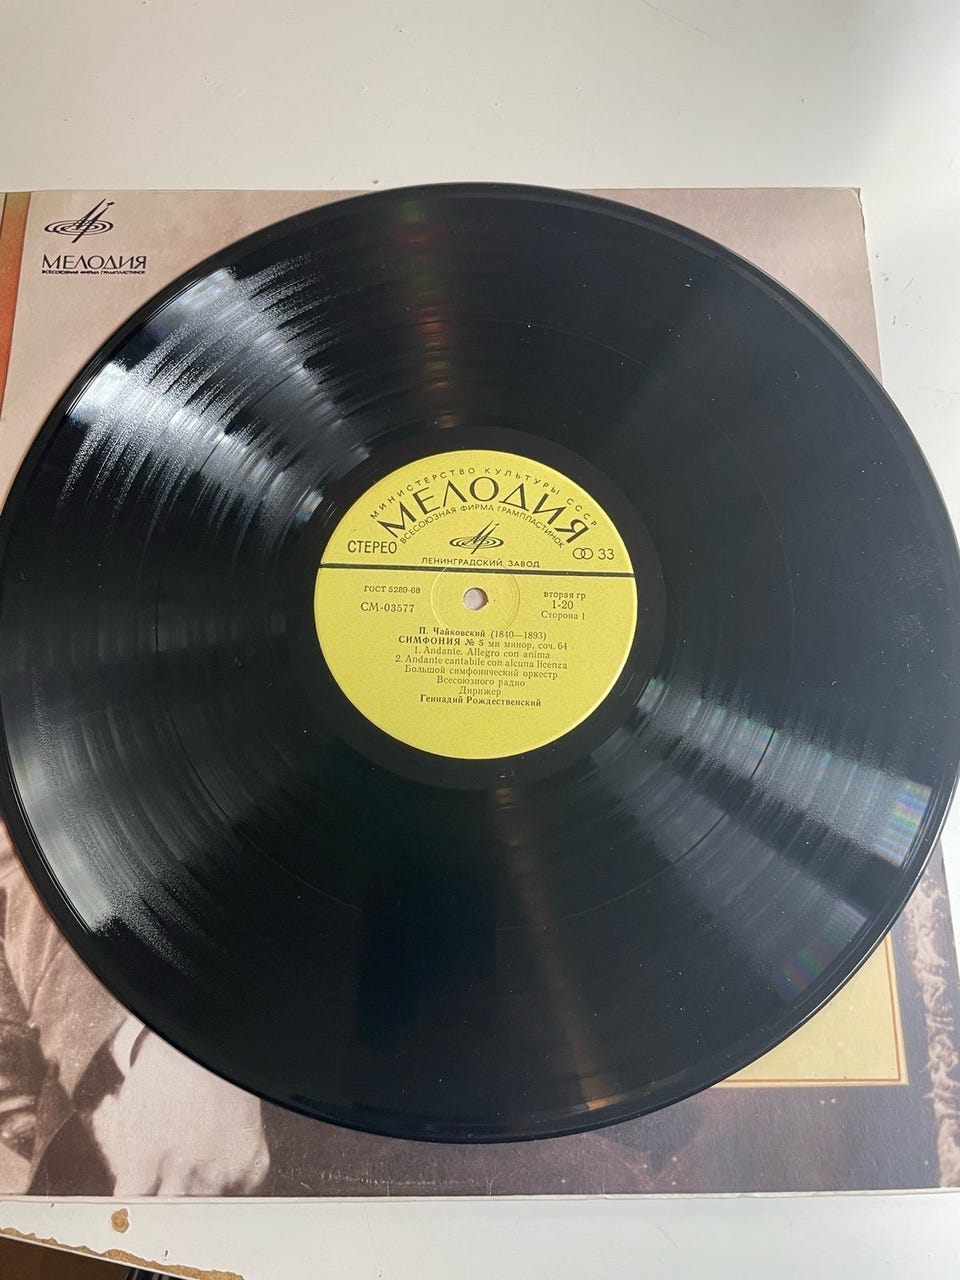 МЕЛОДИЯ
ВСЕСОЮЗНАЯ ФИРМА ГРАМПЛАСТИНОК
МИНИСТЕРСТВО КУЛЬТУРЫ СССР
МЕЛОДИЯ
ВСЕСОЮЗНАЯ ФИРМА ГРАМПЛАСТИНОК
СТЕРЕО
33
ЛЕНИНГРАДСКИЙ ЗАВОД
ГОСТ 5289-68
вторая гр
СМ-03577
1-20
Сторона 1
П. Чайковский (1840—1893)
СИМФОНИЯ № 5 ми минор, соч. 64
1. Andante. Allegro con anima
2. Andante cantabile con alcuna licenza
Большой симфонический оркестр
Всесоюзного радио
Дирижер
Геннадий Рождественский